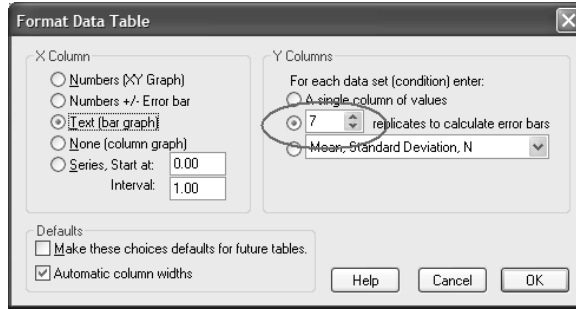 Format Data Table
X Column
Numbers (XY Graph)
Numbers +/- Error bar
Text (bar graph)
None (column graph)
Series, Start at: 0.00
Interval: 1.00
Y Columns
For each data set (condition) enter:
A single column of values
7 replicates to calculate error bars
Mean, Standard Deviation, N
Defaults
Make these choices defaults for future tables.
Automatic column widths
Help Cancel OK